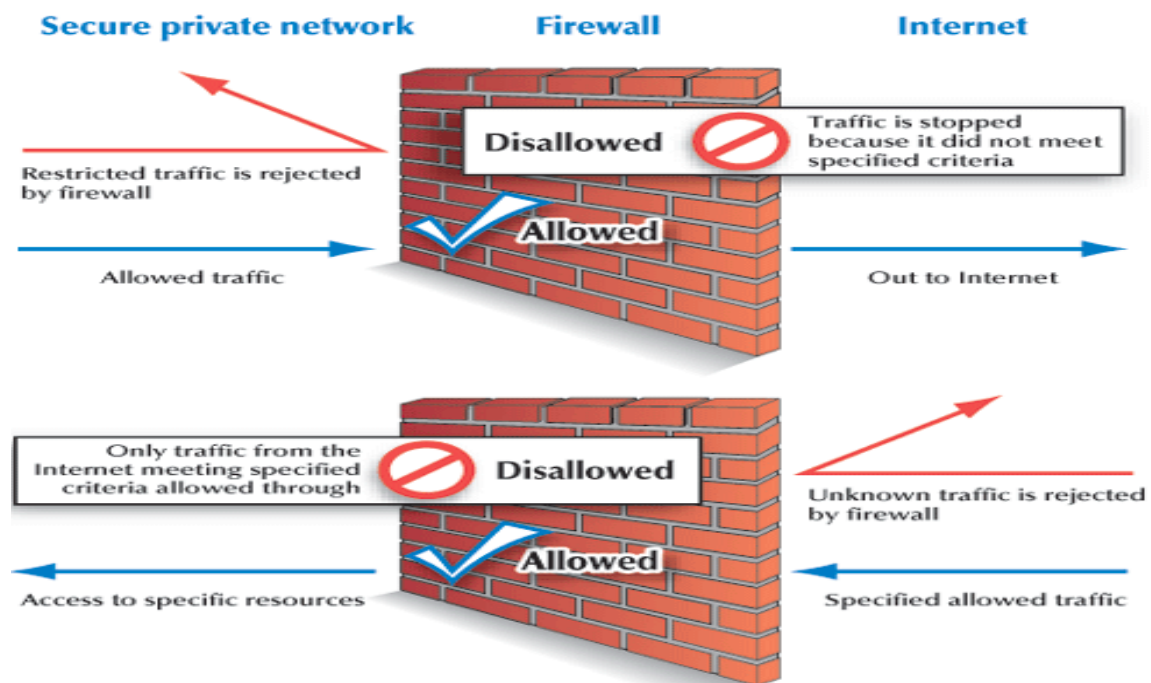 Secure private network
Firewall
Internet
Disallowed
Traffic is stopped
because it did not meet
specified criteria
Restricted traffic is rejected
by firewall
Allowed
Allowed traffic
Out to Internet
Only traffic from the
Internet meeting specified
criteria allowed through
Disallowed
Unknown traffic is rejected
by firewall
Allowed
Access to specific resources
Specified allowed traffic